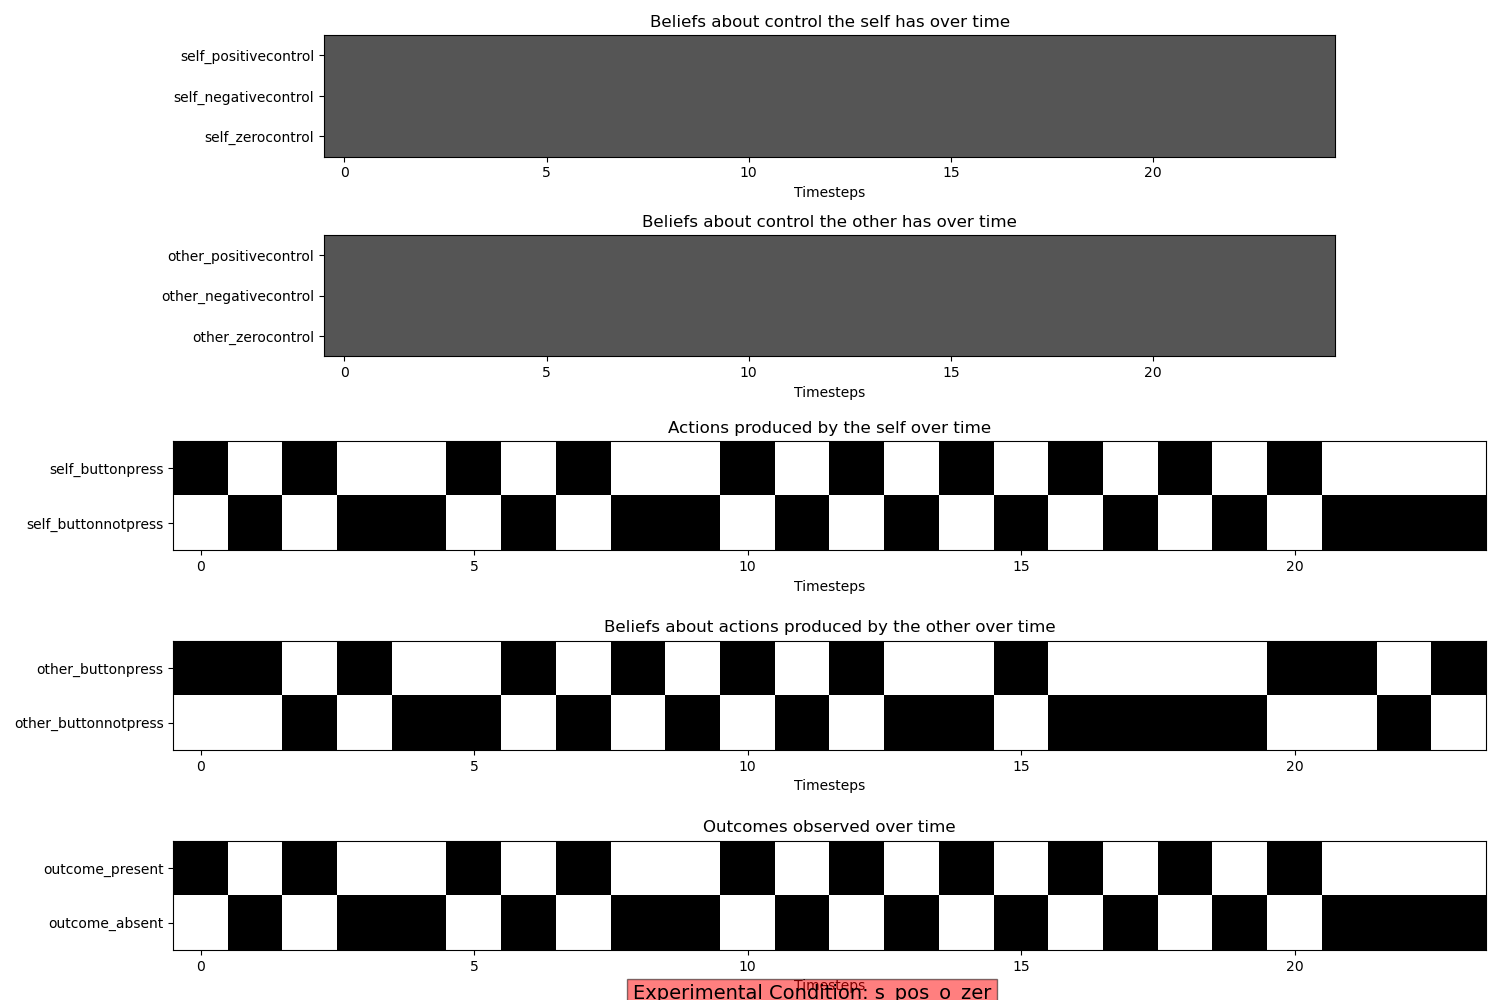 Beliefs about control the self has over time
self_positivecontrol
self_negativecontrol
self_zerocontrol
0 5 10 15 20
Timesteps
Beliefs about control the other has over time
other_positivecontrol
other_negativecontrol
other_zerocontrol
0 5 10 15 20
Timesteps
Actions produced by the self over time
self_buttonpress
self_buttonnotpress
0 5 10 15 20
Timesteps
Beliefs about actions produced by the other over time
other_buttonpress
other_buttonnotpress
0 5 10 15 20
Timesteps
Outcomes observed over time
outcome_present
outcome_absent
0 5 10 15 20
Timesteps
Experimental Condition: s_pos_o_zer